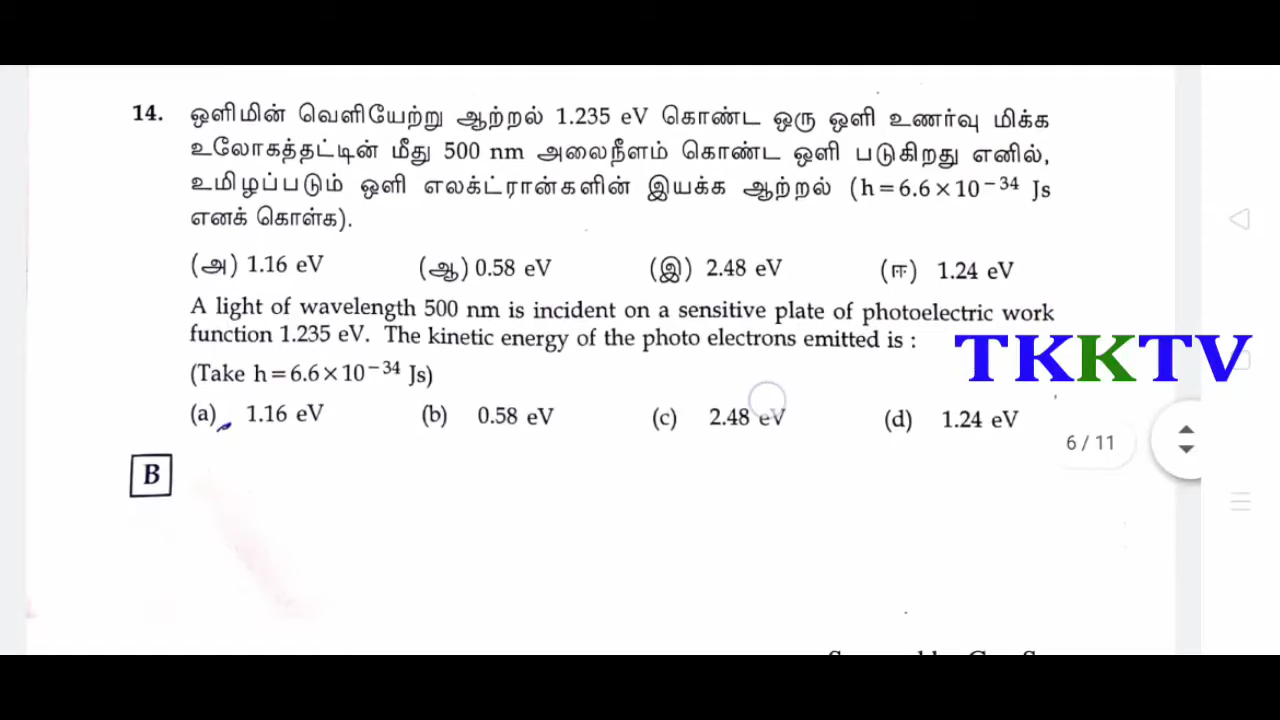 14. ஒளிமின் வெளியேற்று ஆற்றல் 1.235 eV கொண்ட ஒரு ஒளி உணர்வு மிக்க
உலோகத்தட்டின் மீது 500 nm அலைநீளம் கொண்ட ஒளி படுகிறது எனில்,
உமிழப்படும் ஒளி எலக்ட்ரான்களின் இயக்க ஆற்றல் (h=6.6×10⁻³⁴ Js
எனக் கொள்க).
(அ) 1.16 eV (ஆ) 0.58 eV (இ) 2.48 eV (ஈ) 1.24 eV
A light of wavelength 500 nm is incident on a sensitive plate of photoelectric work
function 1.235 eV. The kinetic energy of the photo electrons emitted is :
TKKTV
(Take h=6.6×10⁻³⁴ Js)
(a) 1.16 eV (b) 0.58 eV (c) 2.48 eV (d) 1.24 eV
6 / 11
B